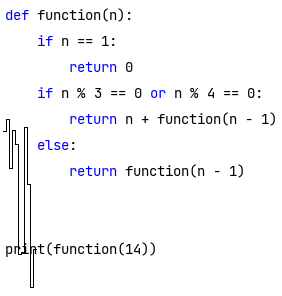 def function(n):
    if n == 1:
        return 0
    if n % 3 == 0 or n % 4 == 0:
        return n + function(n - 1)
    else:
        return function(n - 1)
print(function(14))